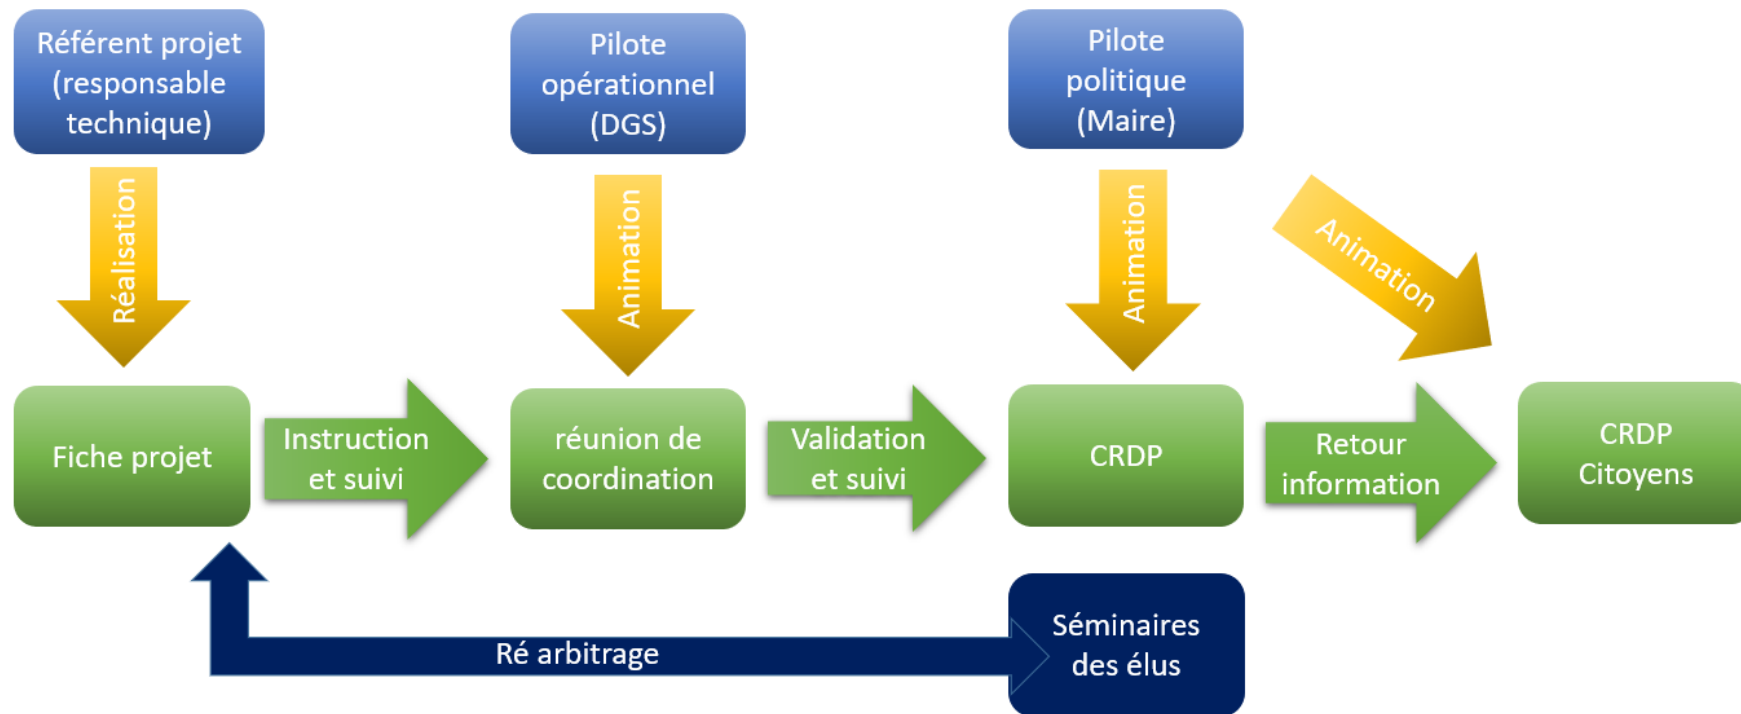 Référent projet
(responsable
technique)
Pilote
opérationnel
(DGS)
Pilote
politique
(Maire)
Réalisation
Animation
Animation
Animation
Fiche projet
Instruction
et suivi
réunion de
coordination
Validation
et suivi
CRDP
Retour
information
CRDP
Citoyens
Ré arbitrage
Séminaires
des élus